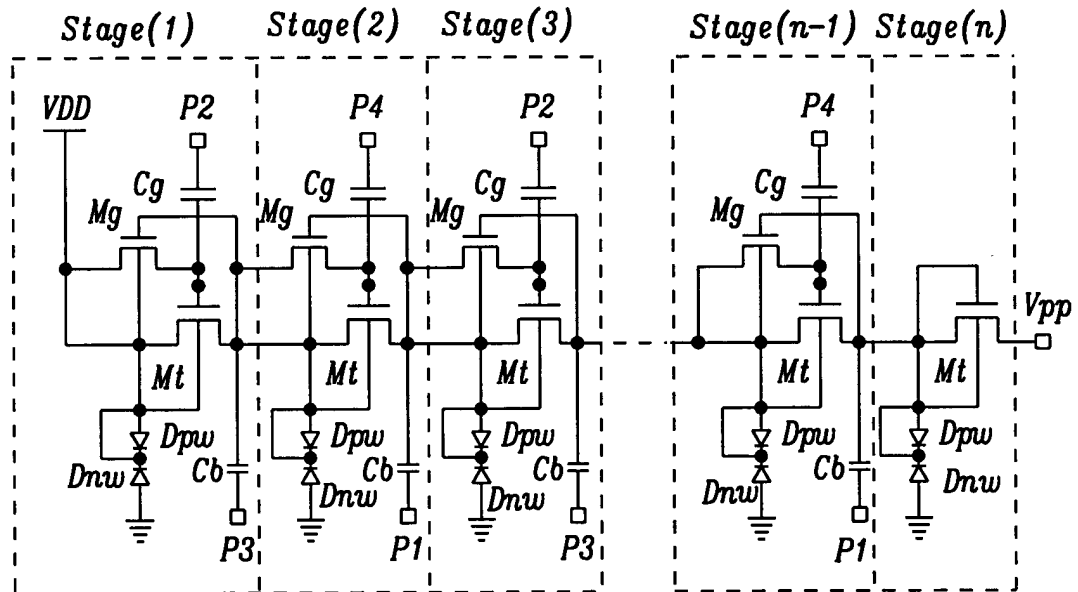 Stage(1) Stage(2) Stage(3) Stage(n-1) Stage(n)
VDD P2 P4 P2 P4
Cg Cg Cg Cg
Mg Mg Mg Mg
Vpp
Mt Mt Mt Mt Mt
Dpw Dpw Dpw Dpw Dpw
Dnw Cb Dnw Cb Dnw Cb Dnw Cb Dnw
P3 P1 P3 P1